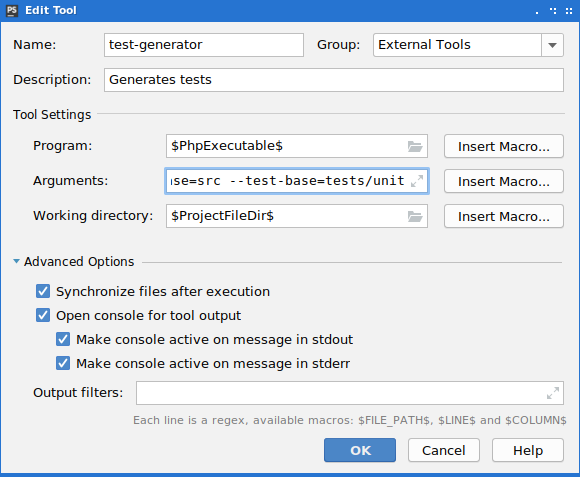 PS Edit Tool
Name: test-generator Group: External Tools
Description: Generates tests
Tool Settings
Program: $PhpExecutable$ Insert Macro...
Arguments: se=src --test-base=tests/unit Insert Macro...
Working directory: $ProjectFileDir$ Insert Macro...
Advanced Options
Synchronize files after execution
Open console for tool output
Make console active on message in stdout
Make console active on message in stderr
Output filters:
Each line is a regex, available macros: $FILE_PATH$, $LINE$ and $COLUMN$
OK Cancel Help